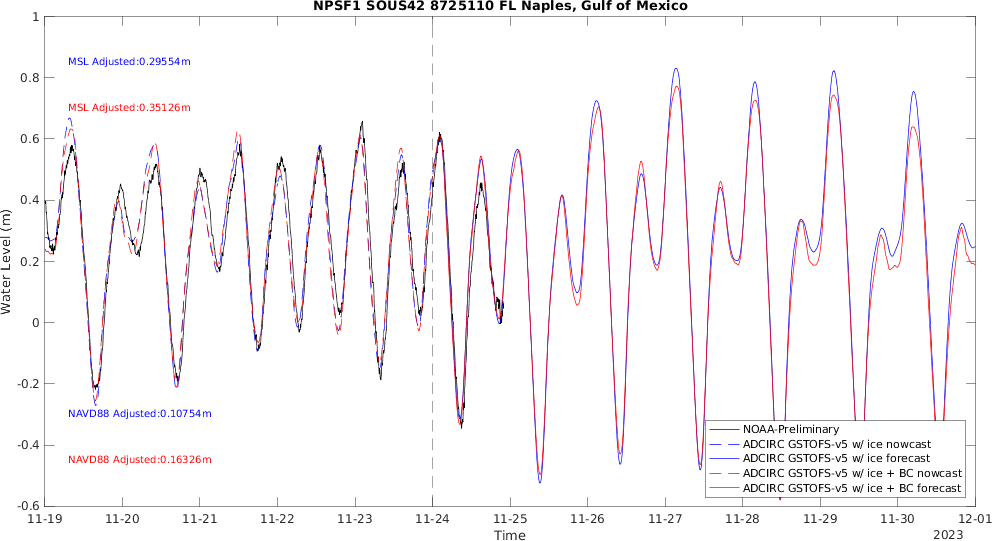 NPSF1 SOUS42 8725110 FL Naples, Gulf of Mexico
1
0.8
0.6
0.4
0.2
0
-0.2
-0.4
-0.6
Water Level (m)
MSL Adjusted:0.29554m
MSL Adjusted:0.35126m
NAVD88 Adjusted:0.10754m
NAVD88 Adjusted:0.16326m
NOAA-Preliminary
ADCIRC GSTOFS-v5 w/ ice nowcast
ADCIRC GSTOFS-v5 w/ ice forecast
ADCIRC GSTOFS-v5 w/ ice + BC nowcast
ADCIRC GSTOFS-v5 w/ ice + BC forecast
11-19 11-20 11-21 11-22 11-23 11-24 11-25 11-26 11-27 11-28 11-29 11-30 12-01
Time
2023